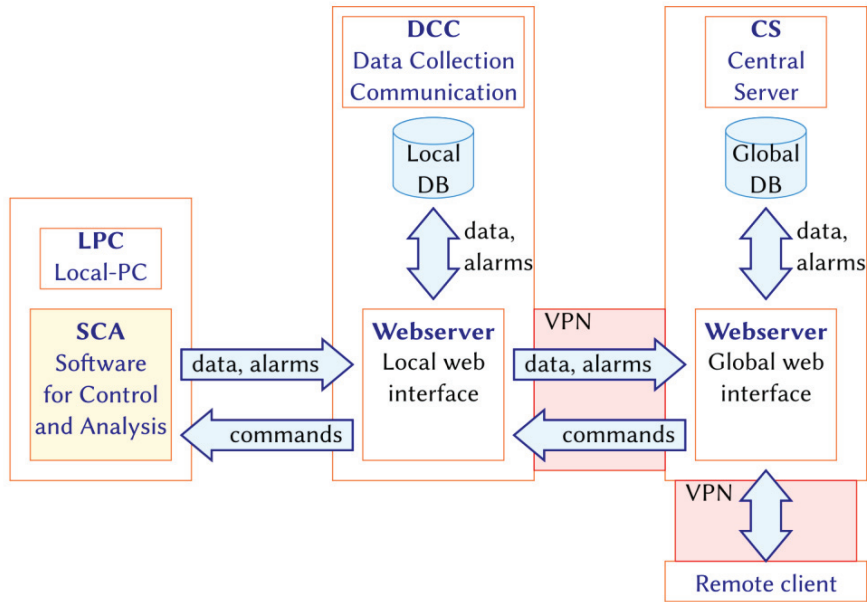 DCC
Data Collection
Communication
Local
DB
data,
alarms
CS
Central
Server
Global
DB
data,
alarms
LPC
Local-PC
SCA
Software
for Control
and Analysis
data, alarms
commands
Webserver
Local web
interface
VPN
data, alarms
commands
Webserver
Global web
interface
VPN
Remote client